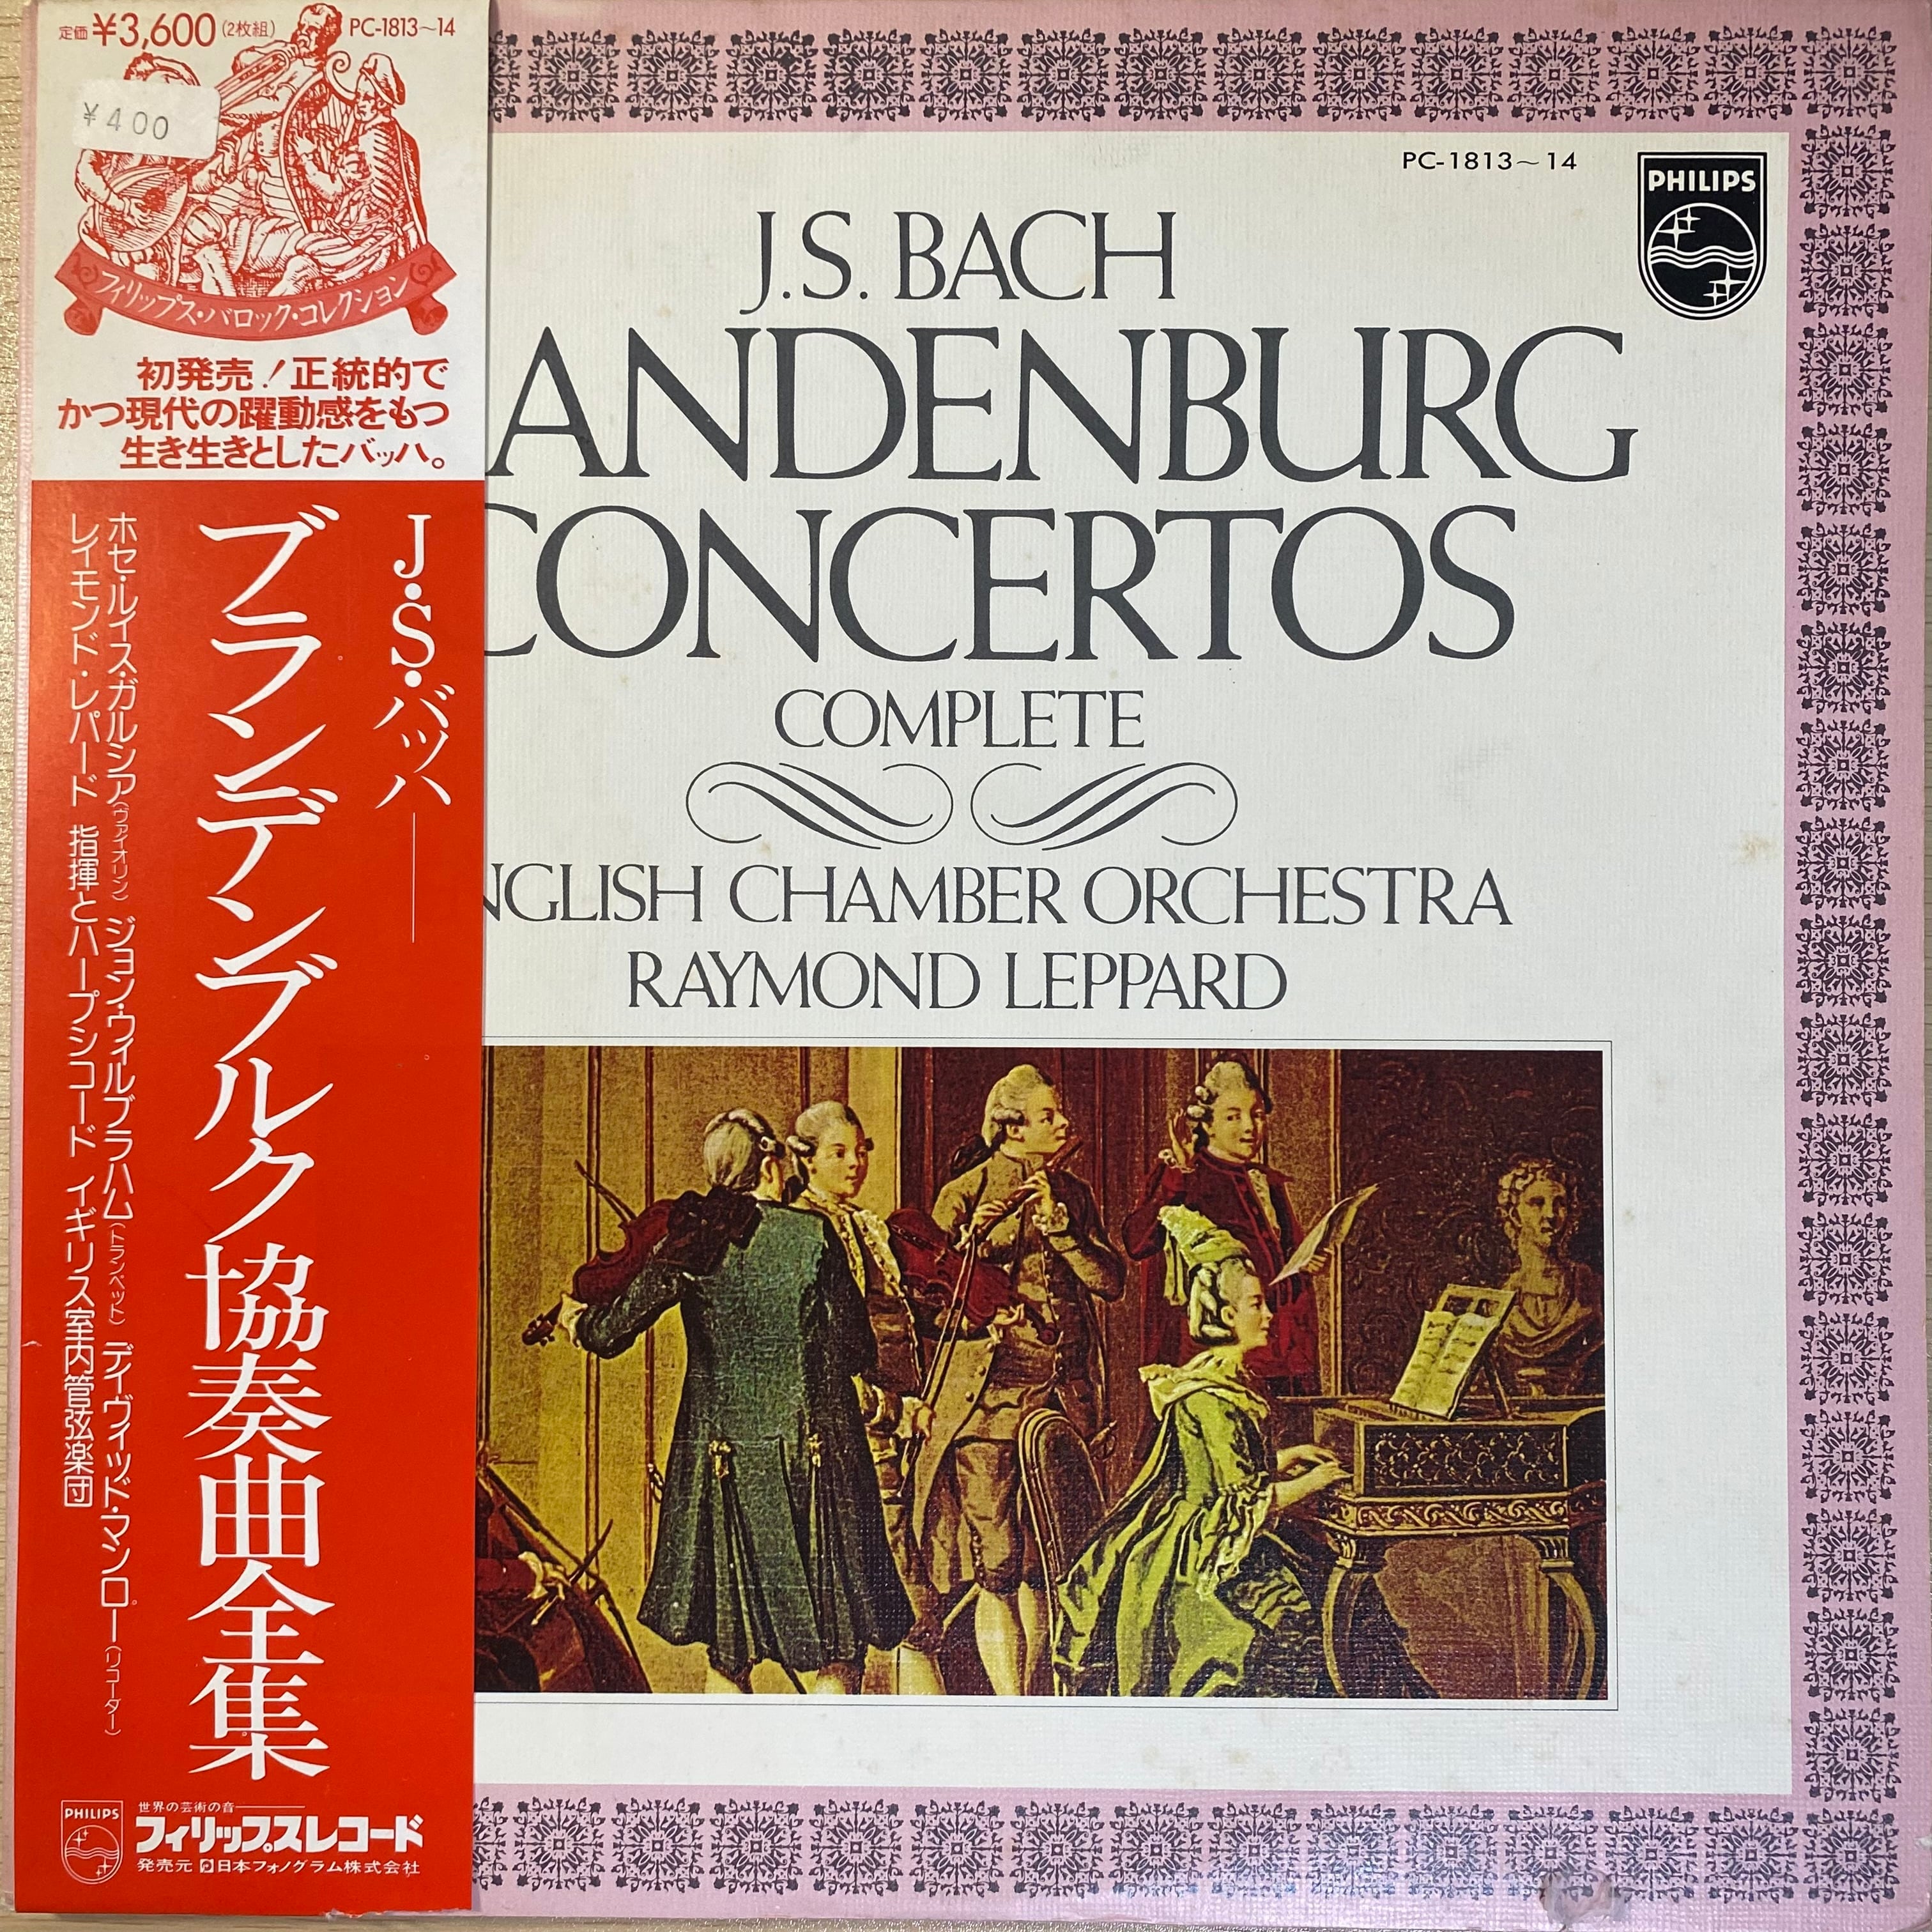 定価¥3,600(2枚組) PC-1813〜14
¥400
フィリップス・バロック・コレクション
初発売!正統的で
かつ現代の躍動感をもつ
生き生きとしたバッハ。
J・S・バッハ——
ブランデンブルク協奏曲全集
ホセ・ルイス・ガルシア(ヴァイオリン) ジョン・ウィルブラハム(トランペット) デイヴィッド・マンロー(リコーダー)
レイモンド・レパード 指揮とハープシコード イギリス室内管弦楽団
PHILIPS
世界の芸術の音——
フィリップスレコード
発売元 日本フォノグラム株式会社
PC-1813〜14
PHILIPS
J.S. BACH
ANDENBURG
CONCERTOS
COMPLETE
NGLISH CHAMBER ORCHESTRA
RAYMOND LEPPARD